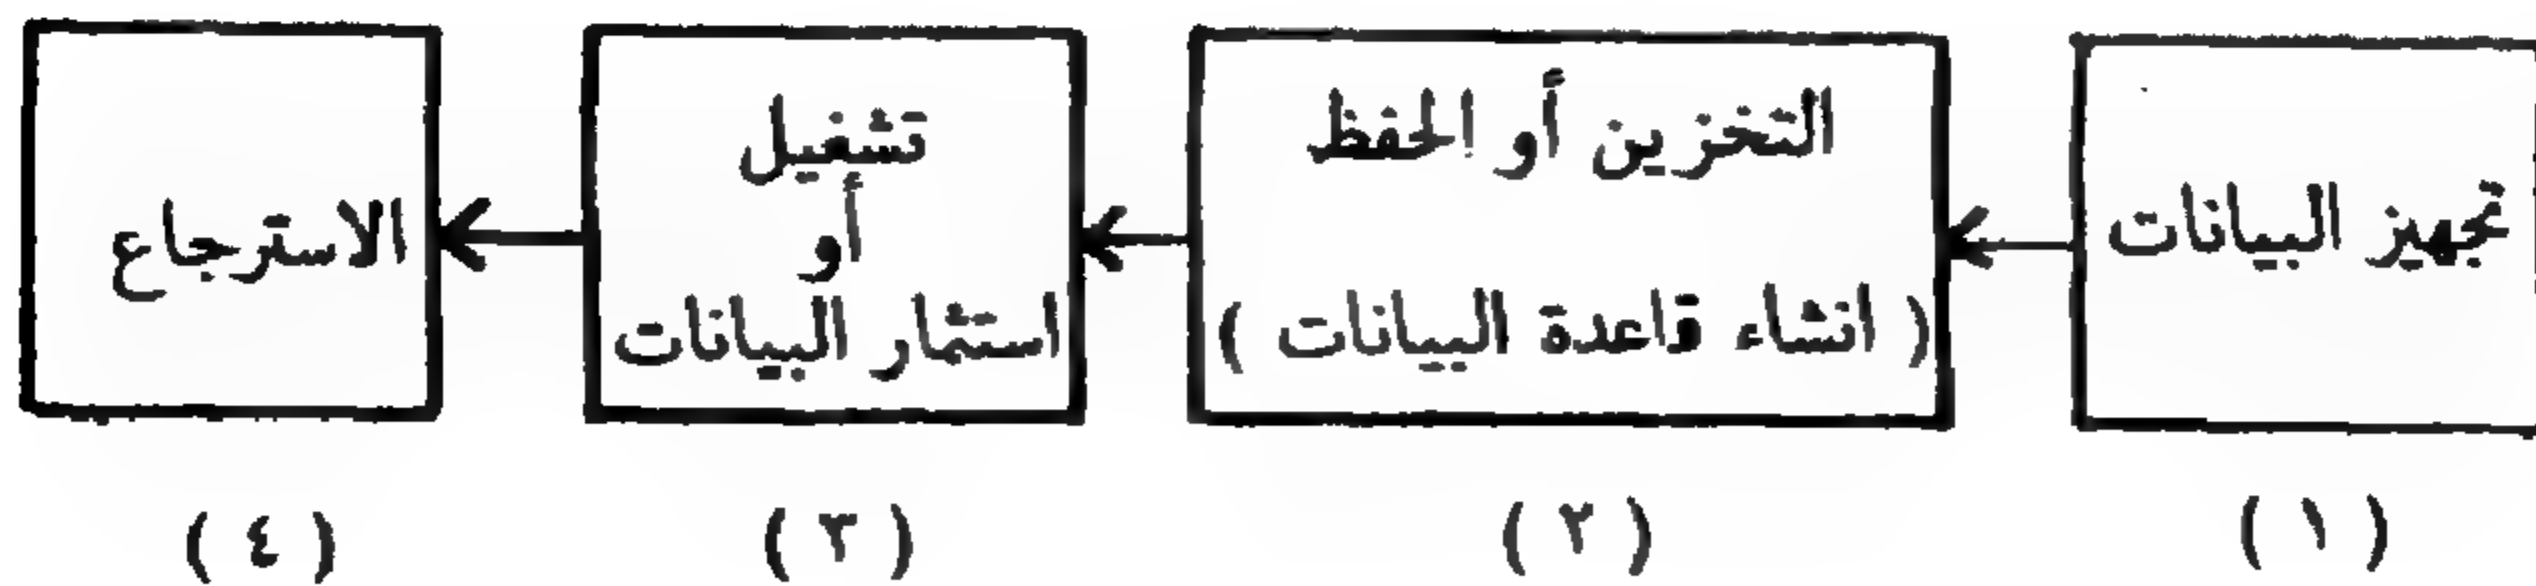 تجهيز البيانات
التخزين أو الحفظ
( انشاء قاعدة البيانات )
تشغيل
أو
استثمار البيانات
الاسترجاع
( ١ )
( ٢ )
( ٣ )
( ٤ )